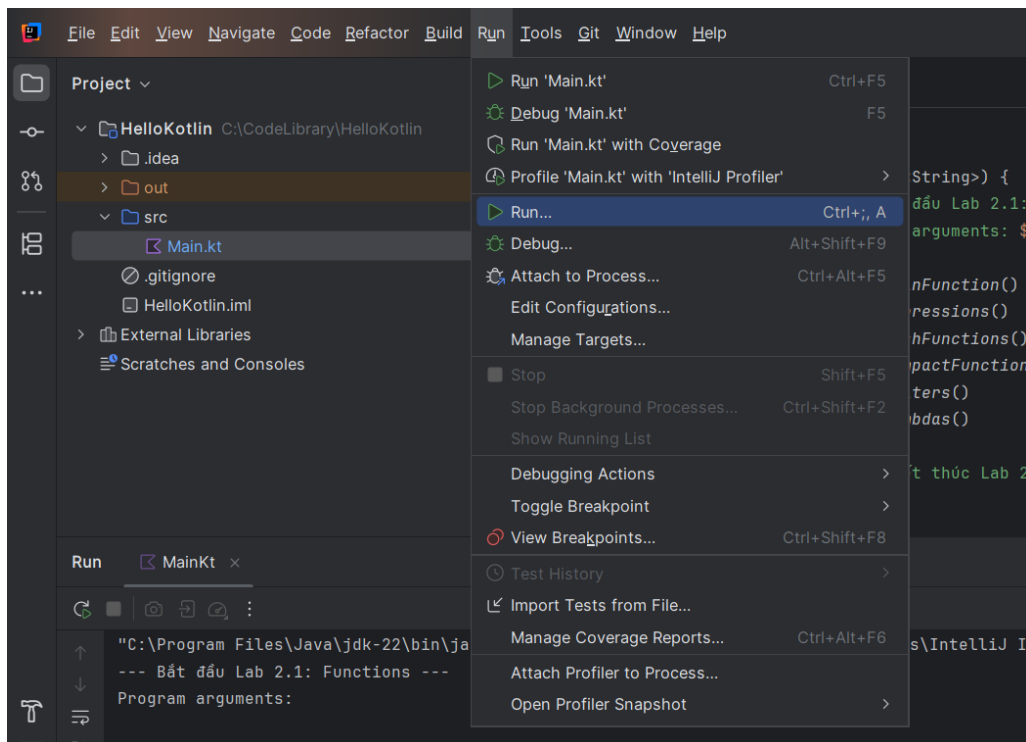 File Edit View Navigate Code Refactor Build Run Tools Git Window Help
Project
HelloKotlin C:\CodeLibrary\HelloKotlin
.idea
out
src
Main.kt
.gitignore
HelloKotlin.iml
External Libraries
Scratches and Consoles
Run 'Main.kt' Ctrl+F5
Debug 'Main.kt' F5
Run 'Main.kt' with Coverage
Profile 'Main.kt' with 'IntelliJ Profiler'
Run... Ctrl+;, A
Debug... Alt+Shift+F9
Attach to Process... Ctrl+Alt+F5
Edit Configurations...
Manage Targets...
Stop Shift+F5
Stop Background Processes... Ctrl+Shift+F2
Show Running List
Debugging Actions
Toggle Breakpoint
View Breakpoints... Ctrl+Shift+F8
Test History
Import Tests from File...
Manage Coverage Reports... Ctrl+Alt+F6
Attach Profiler to Process...
Open Profiler Snapshot
String>) {
đầu Lab 2.1:
arguments: $
nFunction()
ressions()
hFunctions()
pactFunction
ters()
bdas()
t thúc Lab 2
Run MainKt
"C:\Program Files\Java\jdk-22\bin\ja s\IntelliJ I
--- Bắt đầu Lab 2.1: Functions ---
Program arguments: